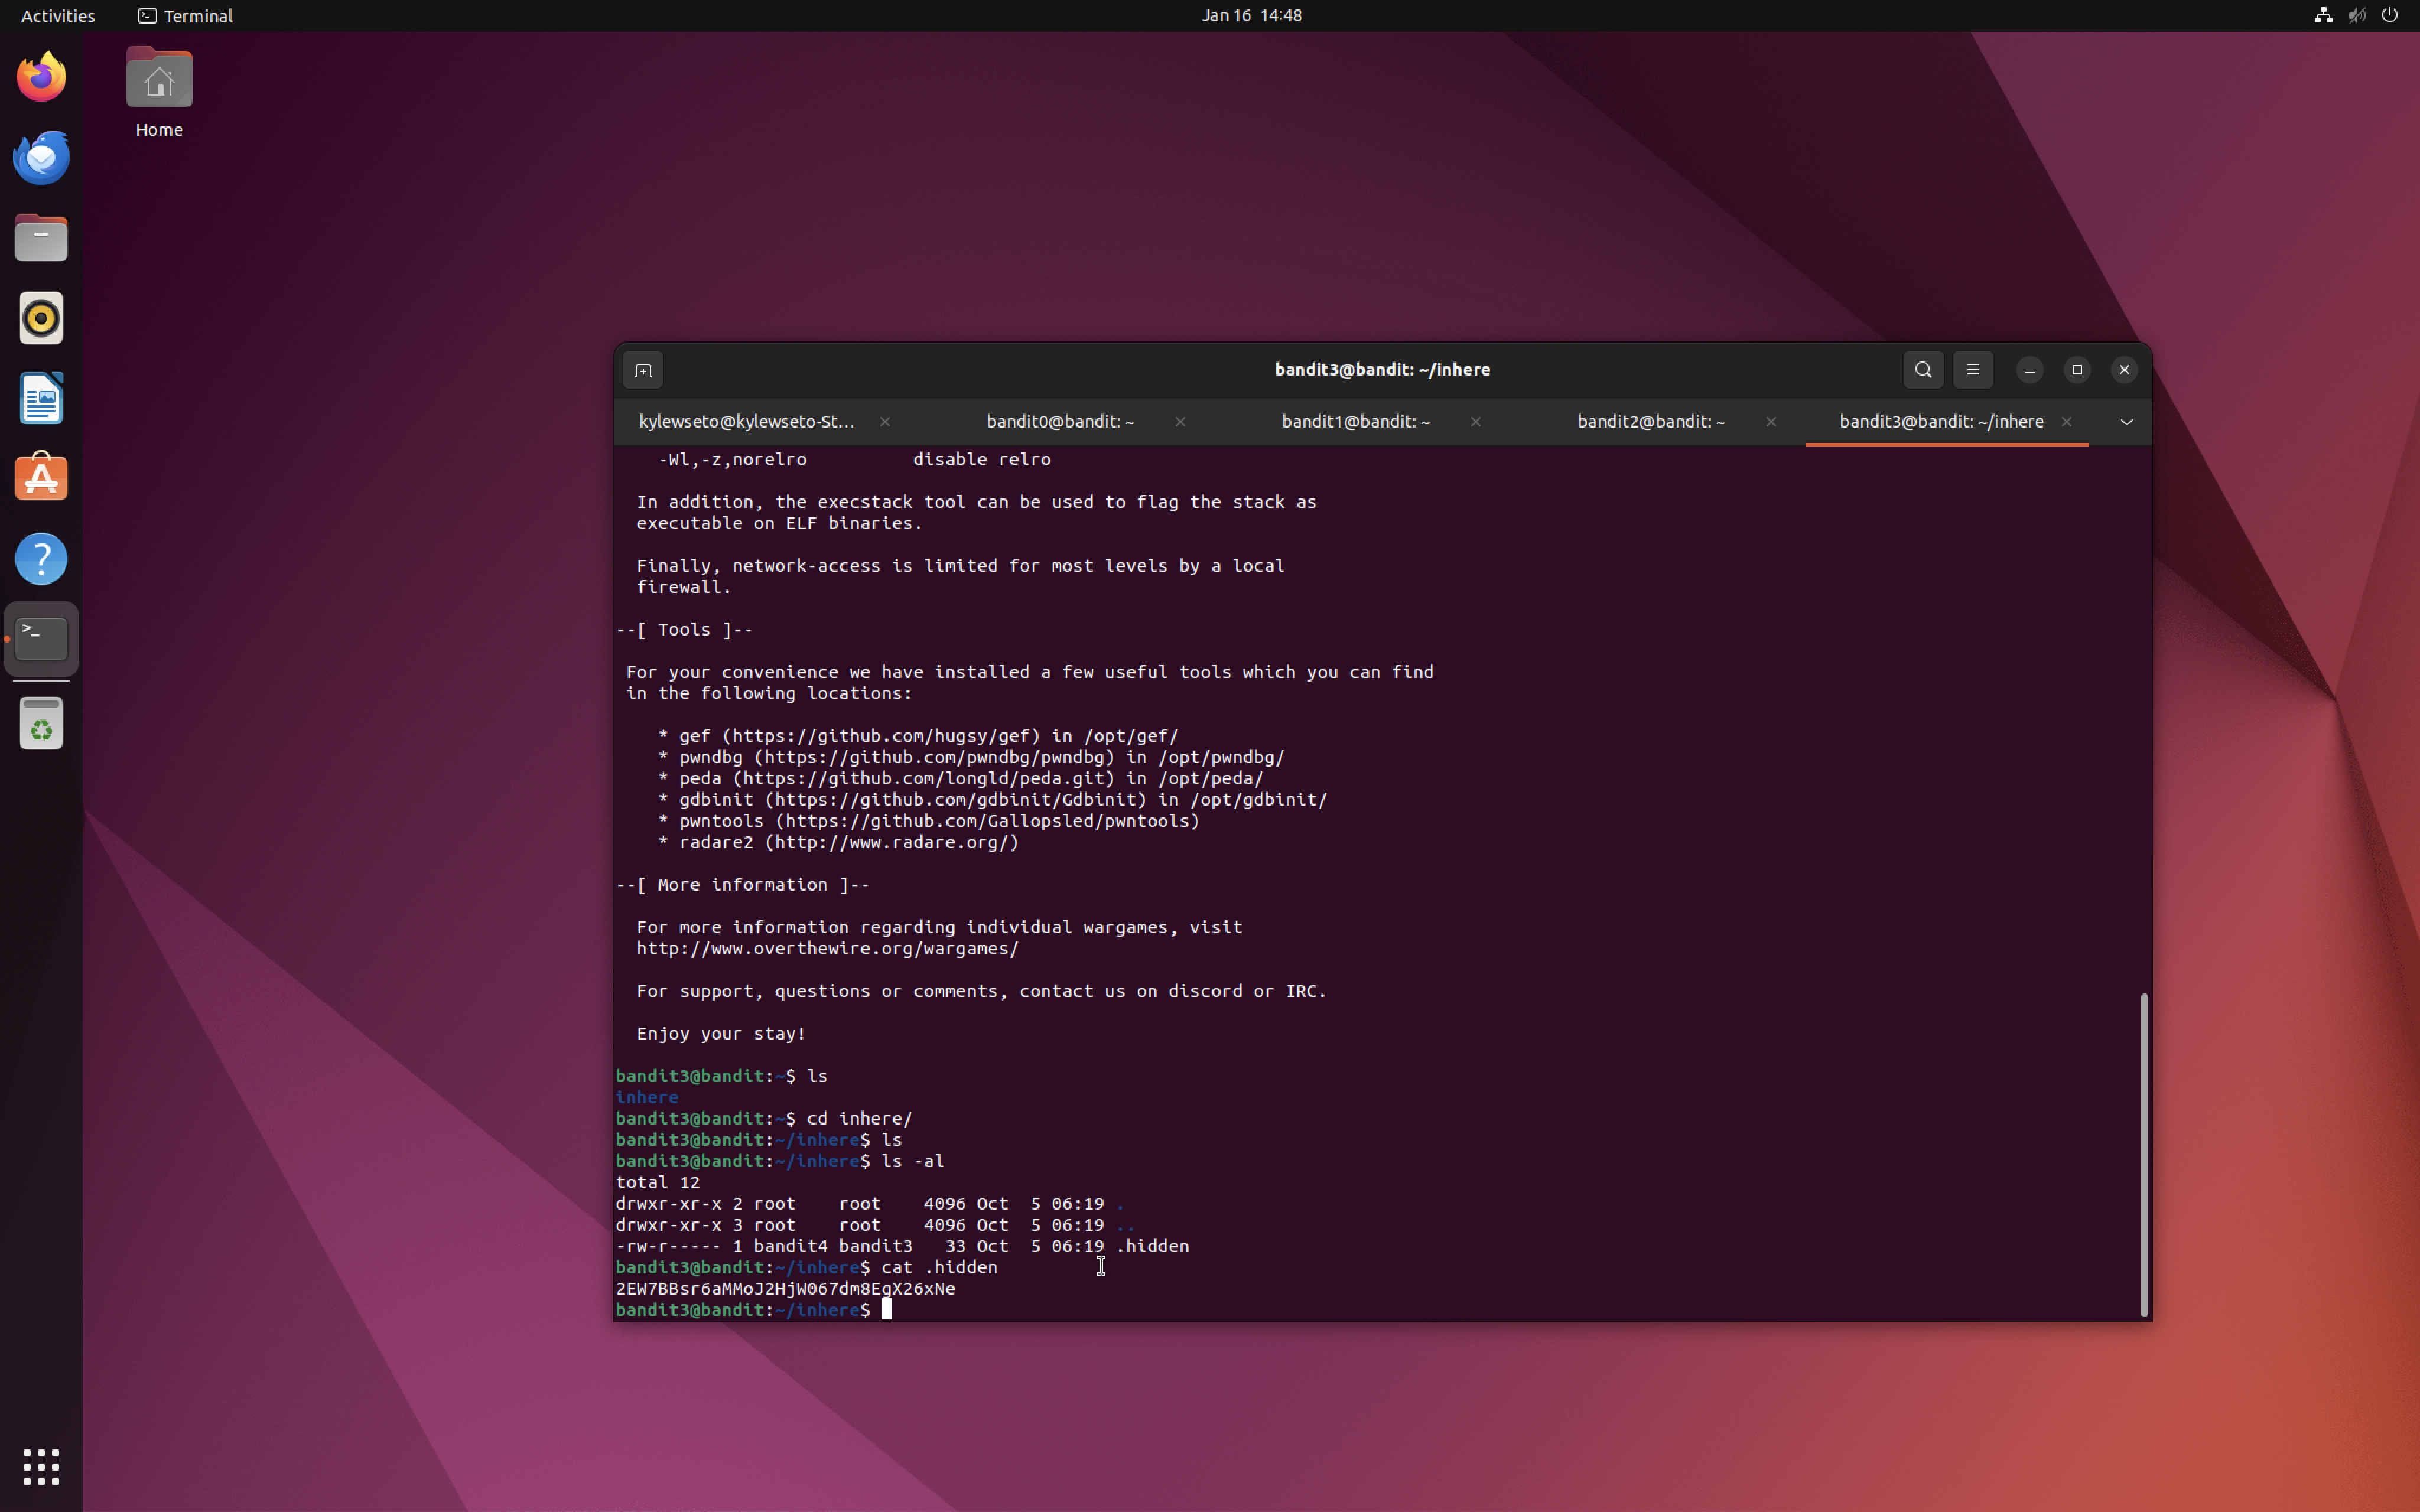 Activities
Terminal
Jan 16 14:48
Home
bandit3@bandit: ~/inhere
kylewseto@kylewseto-St...
bandit0@bandit: ~
bandit1@bandit: ~
bandit2@bandit: ~
bandit3@bandit: ~/inhere
-Wl,-z,norelro disable relro
In addition, the execstack tool can be used to flag the stack as
executable on ELF binaries.
Finally, network-access is limited for most levels by a local
firewall.
--[ Tools ]--
For your convenience we have installed a few useful tools which you can find
in the following locations:
* gef (https://github.com/hugsy/gef) in /opt/gef/
* pwndbg (https://github.com/pwndbg/pwndbg) in /opt/pwndbg/
* peda (https://github.com/longld/peda.git) in /opt/peda/
* gdbinit (https://github.com/gdbinit/Gdbinit) in /opt/gdbinit/
* pwntools (https://github.com/Gallopsled/pwntools)
* radare2 (http://www.radare.org/)
--[ More information ]--
For more information regarding individual wargames, visit
http://www.overthewire.org/wargames/
For support, questions or comments, contact us on discord or IRC.
Enjoy your stay!
bandit3@bandit:~$ ls
inhere
bandit3@bandit:~$ cd inhere/
bandit3@bandit:~/inhere$ ls
bandit3@bandit:~/inhere$ ls -al
total 12
drwxr-xr-x 2 root    root    4096 Oct  5 06:19 .
drwxr-xr-x 3 root    root    4096 Oct  5 06:19 ..
-rw-r----- 1 bandit4 bandit3   33 Oct  5 06:19 .hidden
bandit3@bandit:~/inhere$ cat .hidden
2EW7BBsr6aMMoJ2HjW067dm8EgX26xNe
bandit3@bandit:~/inhere$